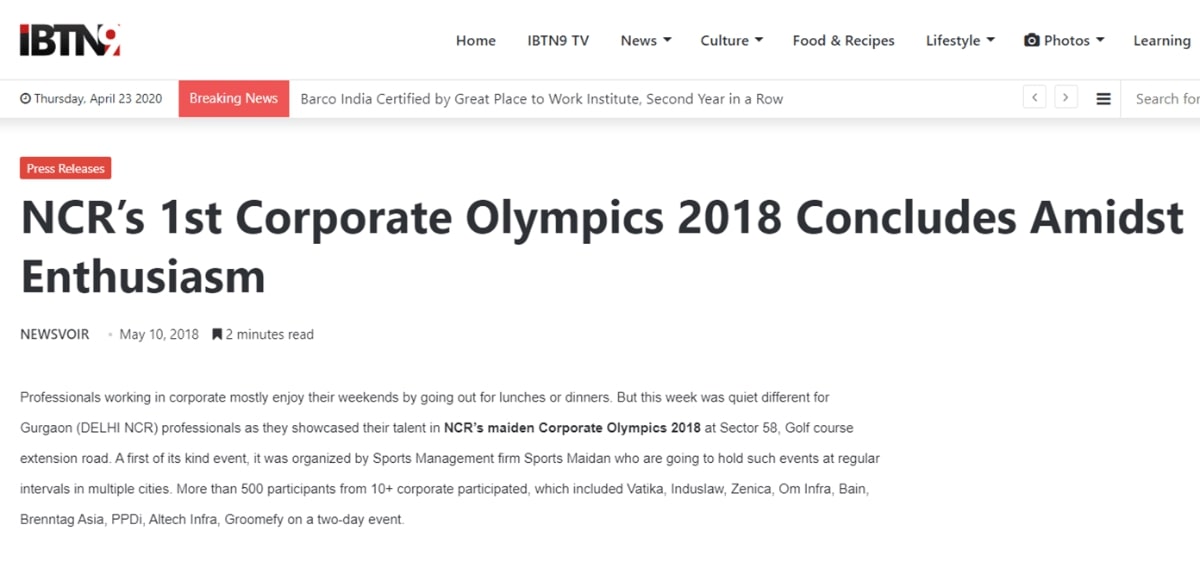 IBTN9
Home IBTN9 TV News Culture Food & Recipes Lifestyle Photos Learning
Thursday, April 23 2020 Breaking News Barco India Certified by Great Place to Work Institute, Second Year in a Row Search for
Press Releases
NCR’s 1st Corporate Olympics 2018 Concludes Amidst
Enthusiasm
NEWSVOIR May 10, 2018 2 minutes read
Professionals working in corporate mostly enjoy their weekends by going out for lunches or dinners. But this week was quiet different for
Gurgaon (DELHI NCR) professionals as they showcased their talent in NCR’s maiden Corporate Olympics 2018 at Sector 58, Golf course
extension road. A first of its kind event, it was organized by Sports Management firm Sports Maidan who are going to hold such events at regular
intervals in multiple cities. More than 500 participants from 10+ corporate participated, which included Vatika, Induslaw, Zenica, Om Infra, Bain,
Brenntag Asia, PPDi, Altech Infra, Groomefy on a two-day event.